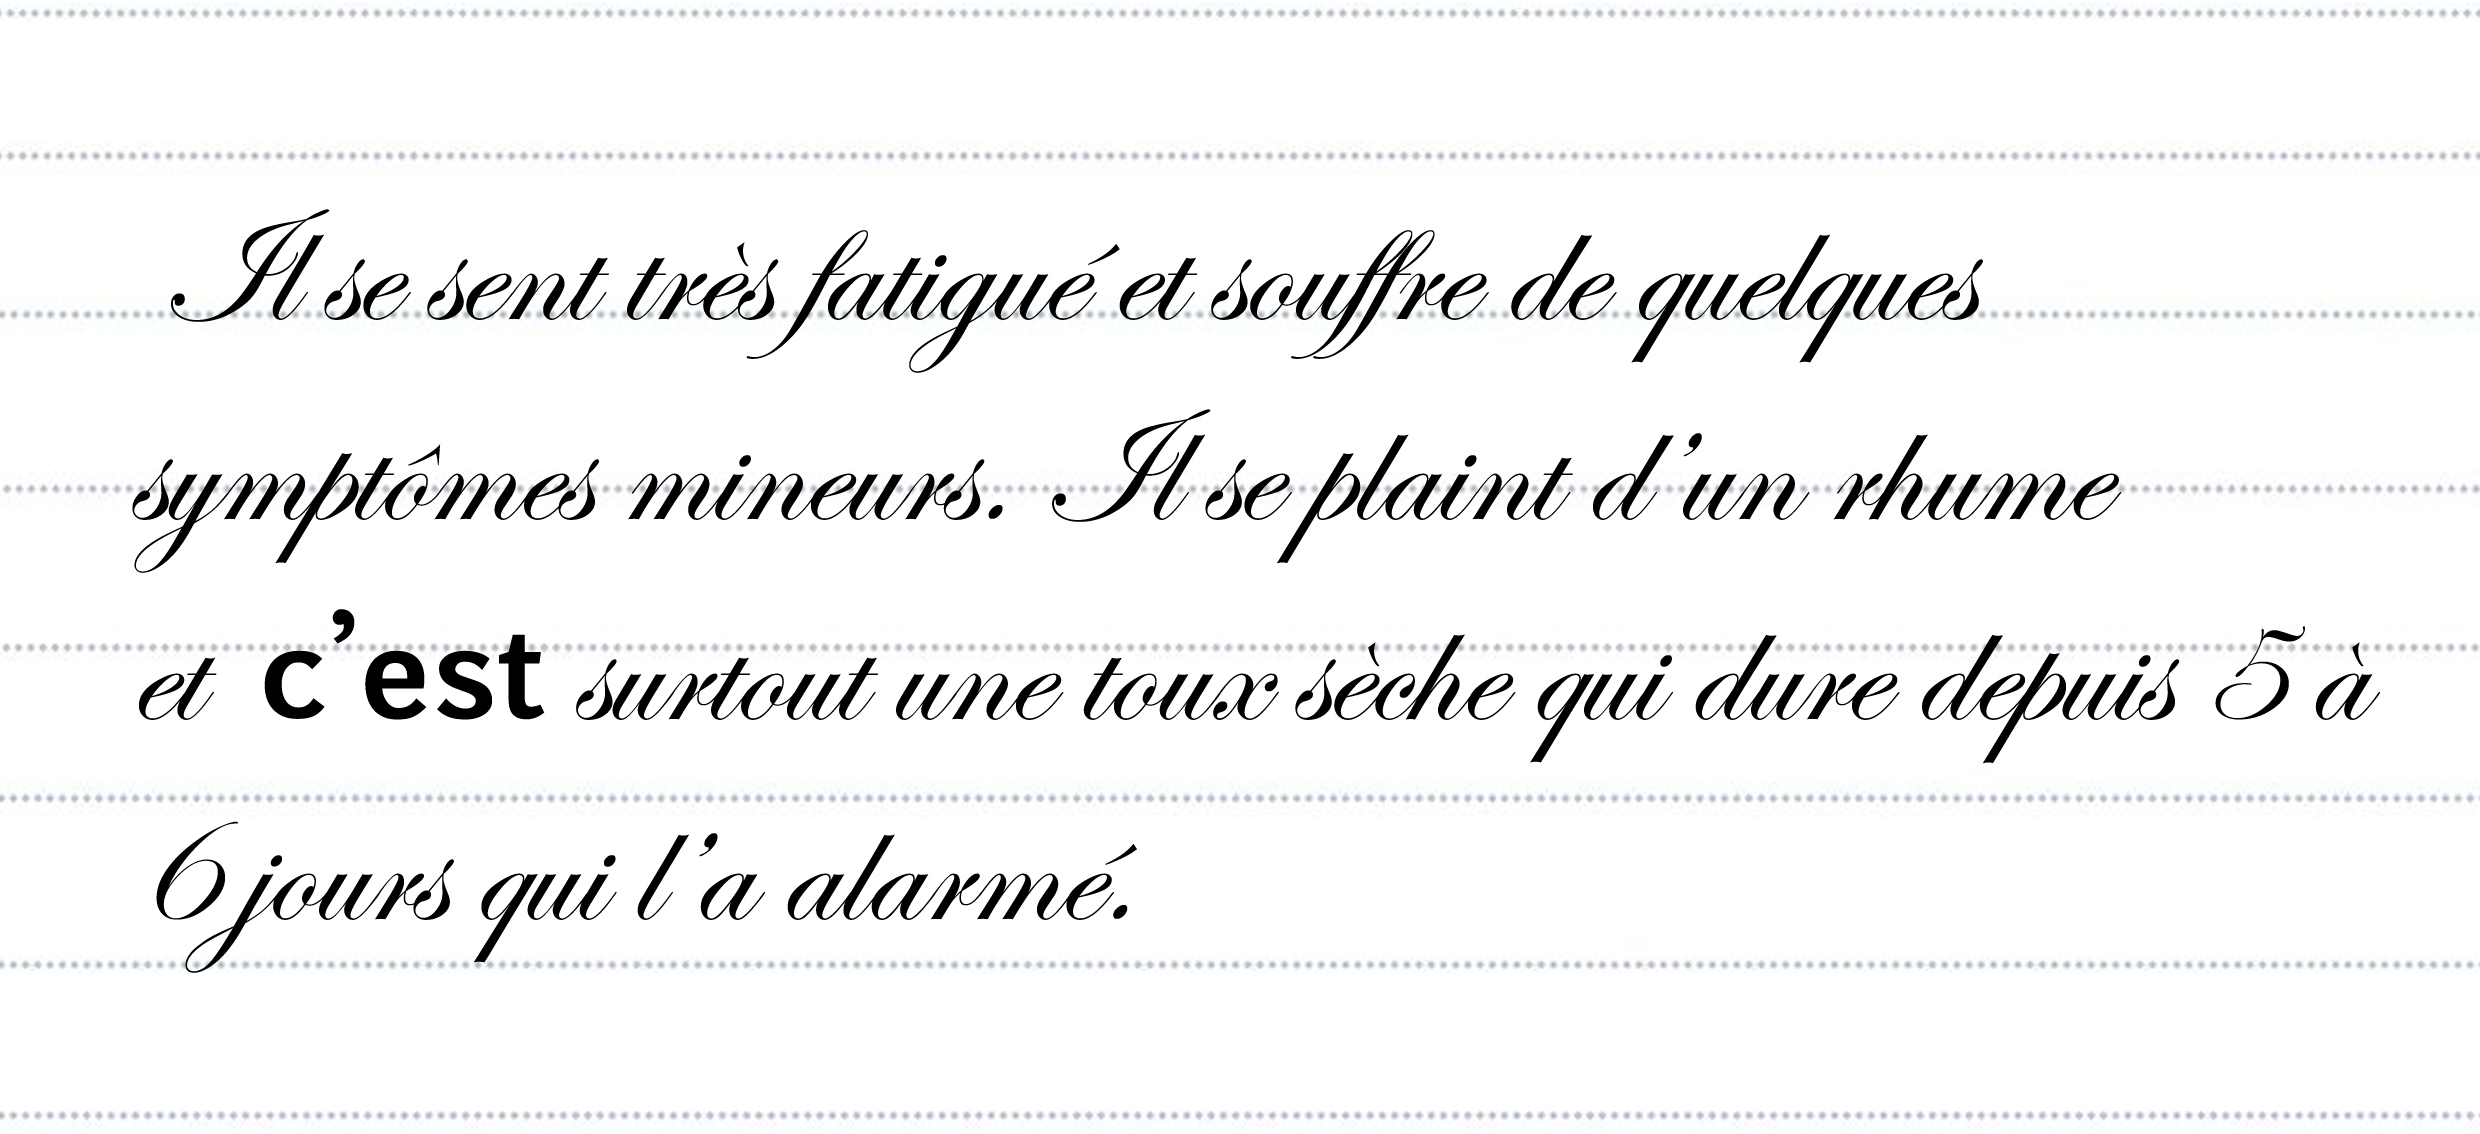 Il se sent très fatigué et souffre de quelques
symptômes mineurs. Il se plaint d’un rhume
et c’est surtout une toux sèche qui dure depuis 5 à
6 jours qui l’a alarmé.